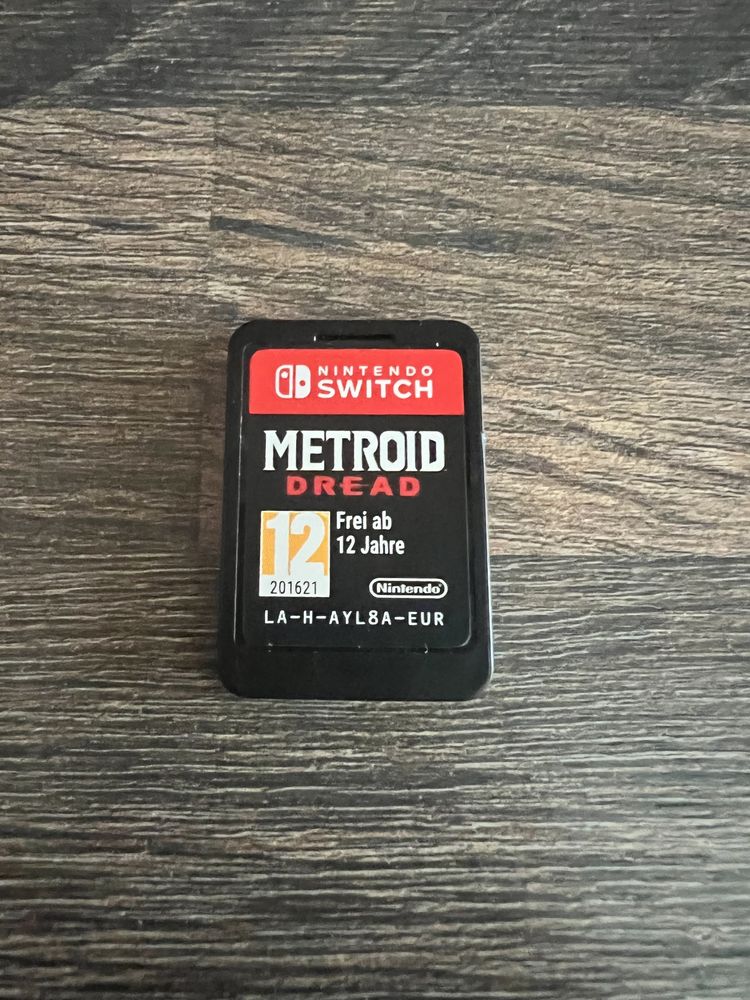 NINTENDO
SWITCH
METROID
DREAD
12
201621
Frei ab
12 Jahre
Nintendo
LA-H-AYL8A-EUR